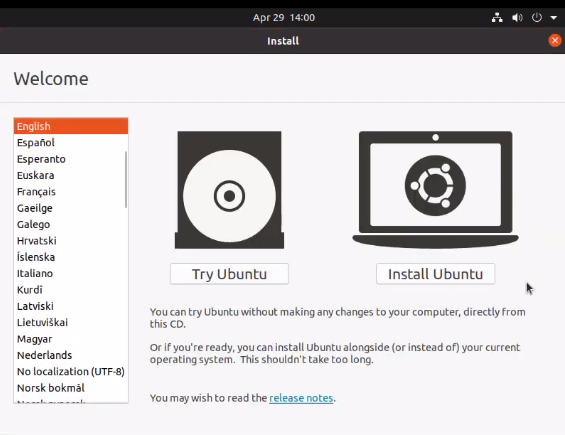 Apr 29 14:00
Install
Welcome
English
Español
Esperanto
Euskara
Français
Gaeilge
Galego
Hrvatski
Íslenska
Italiano
Kurdî
Latviski
Lietuviškai
Magyar
Nederlands
No localization (UTF-8)
Norsk bokmål
Try Ubuntu
Install Ubuntu
You can try Ubuntu without making any changes to your computer, directly from
this CD.
Or if you're ready, you can install Ubuntu alongside (or instead of) your current
operating system. This shouldn't take too long.
You may wish to read the release notes.